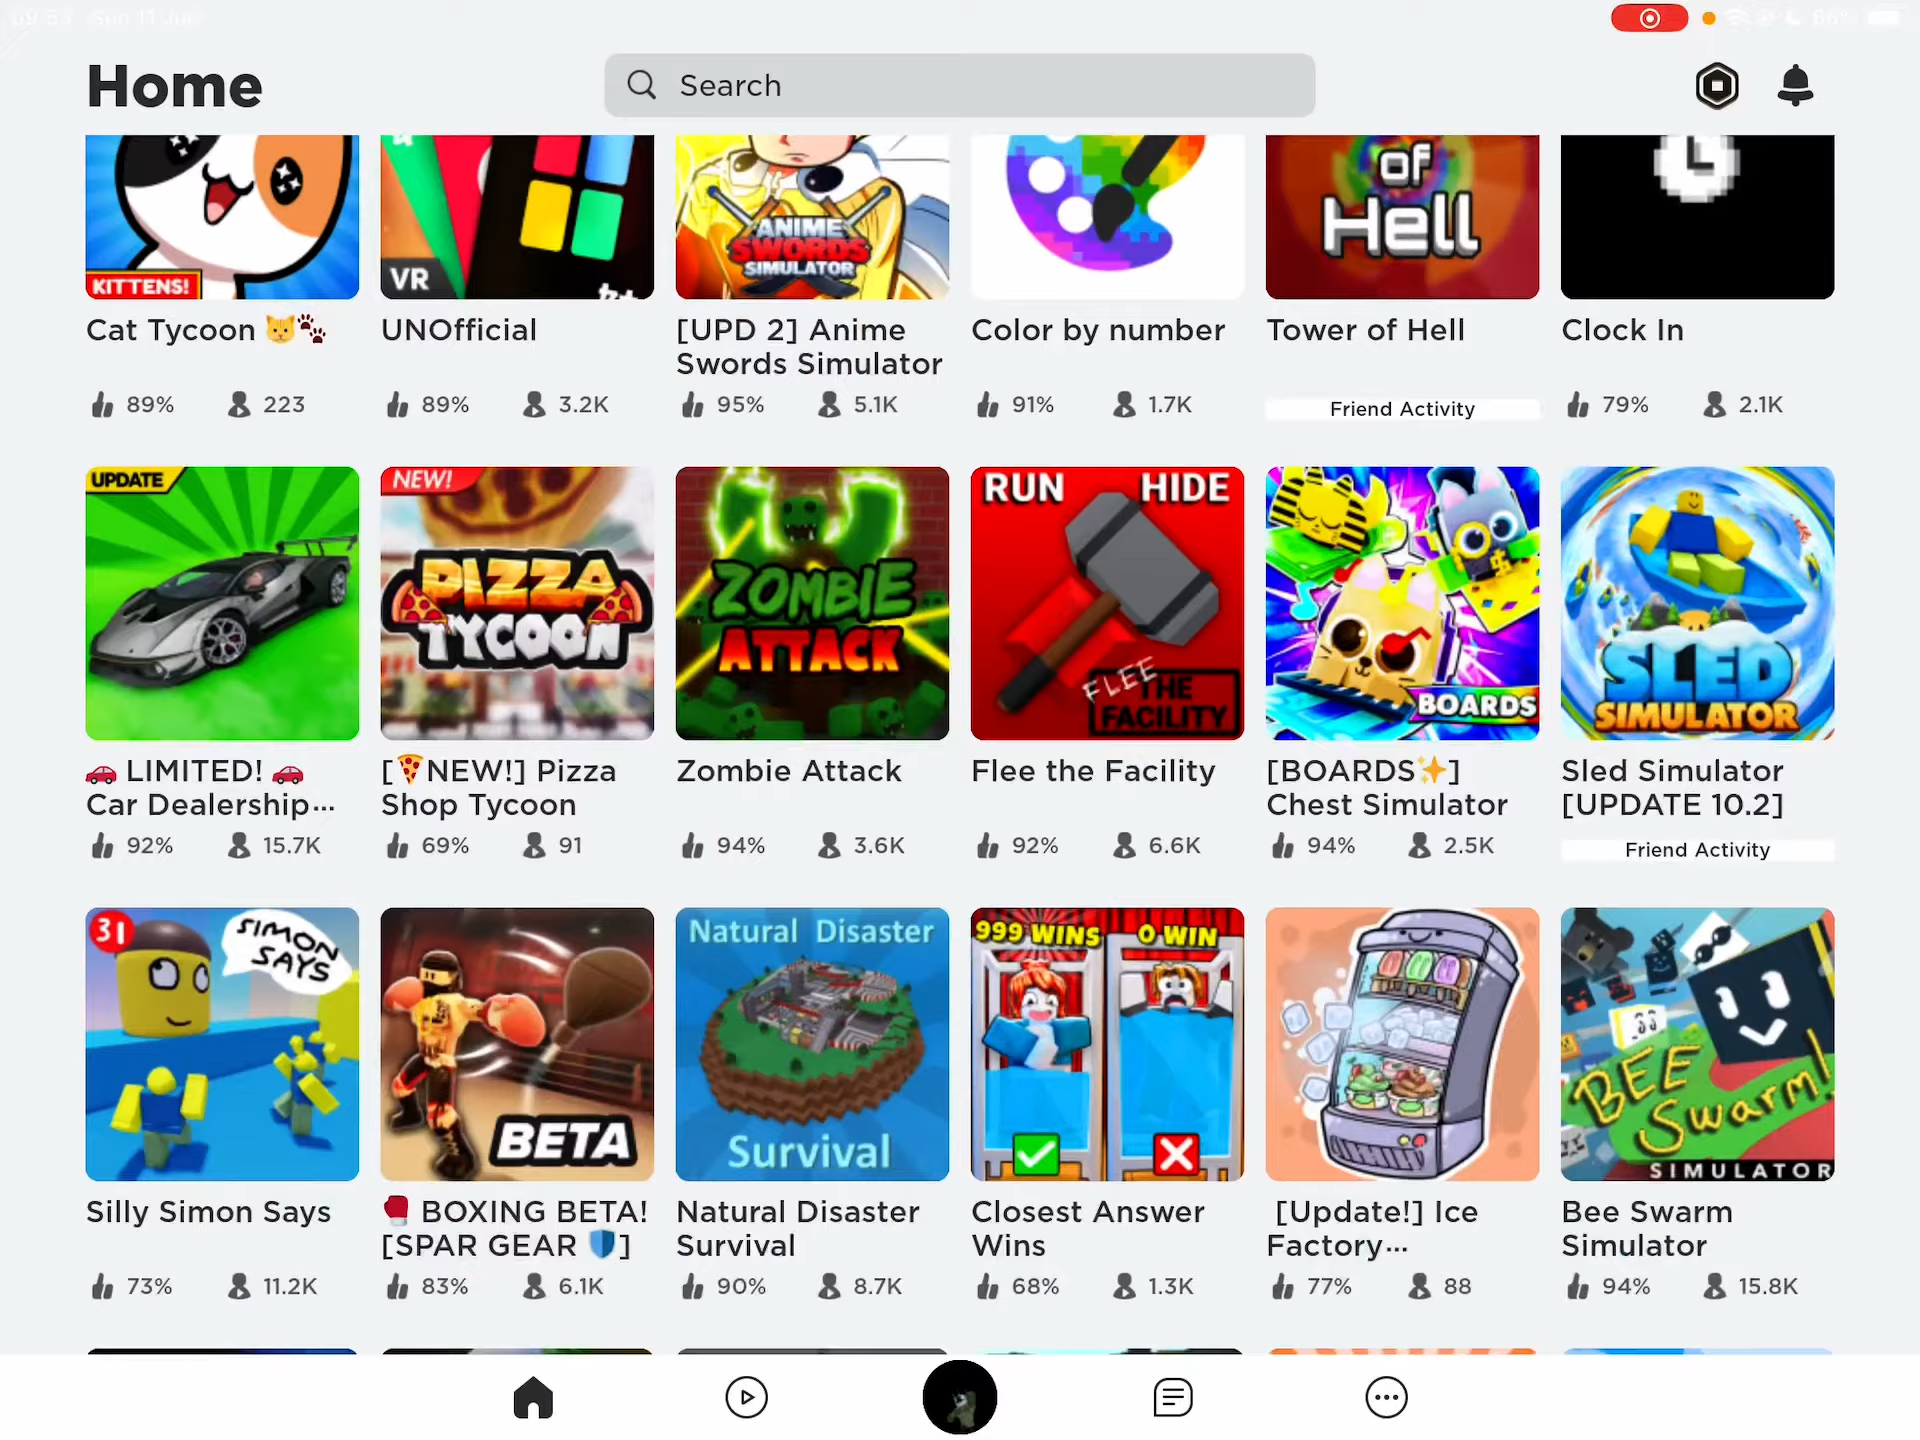 09:53 Sun 11 Jun
66%
Home
Search
KITTENS!
VR
ANIME
SWORDS
SIMULATOR
of
Hell
Cat Tycoon 🐱🐾
UNOfficial
[UPD 2] Anime
Swords Simulator
Color by number
Tower of Hell
Clock In
89% 223
89% 3.2K
95% 5.1K
91% 1.7K
Friend Activity
79% 2.1K
UPDATE
NEW!
PIZZA
TYCOON
ZOMBIE
ATTACK
RUN HIDE
FLEE
THE
FACILITY
BOARDS
SLED
SIMULATOR
🚗 LIMITED! 🚗
Car Dealership...
[🍕NEW!] Pizza
Shop Tycoon
Zombie Attack
Flee the Facility
[BOARDS✨]
Chest Simulator
Sled Simulator
[UPDATE 10.2]
92% 15.7K
69% 91
94% 3.6K
92% 6.6K
94% 2.5K
Friend Activity
31
SIMON
SAYS
BETA
Natural Disaster
Survival
999 WINS 0 WIN
BEE
Swarm!
SIMULATOR
Silly Simon Says
🥊 BOXING BETA!
[SPAR GEAR 🛡️]
Natural Disaster
Survival
Closest Answer
Wins
[Update!] Ice
Factory...
Bee Swarm
Simulator
73% 11.2K
83% 6.1K
90% 8.7K
68% 1.3K
77% 88
94% 15.8K